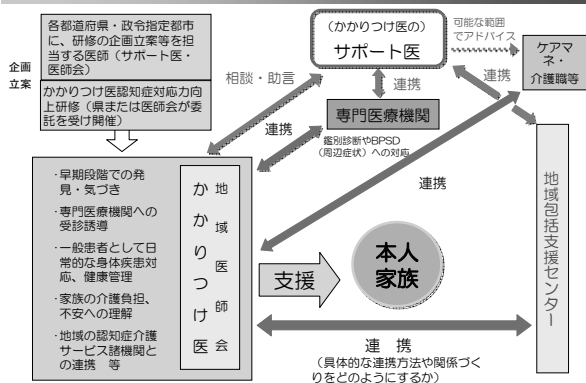 各都道府県・政令指定都市
に、研修の企画立案等を担
当する医師（サポート医・
医師会）
企画
立案
かかりつけ医認知症対応力向
上研修（県または医師会が委
託を受け開催）
（かかりつけ医の）
サポート医
可能な範囲
でアドバイス
ケアマ
ネ・
介護職等
相談・助言
連携
連携
連携
専門医療機関
鑑別診断やBPSD
（周辺症状）への対応
連携
・早期段階での発
見・気づき
・専門医療機関への
受診誘導
・一般患者として日
常的な身体疾患対
応、健康管理
・家族の介護負担、
不安への理解
・地域の認知症介護
サービス諸機関と
の連携　等
かかりつけ医
地域医師会
支援
本人
家族
地域包括支援センター
連　携
（具体的な連携方法や関係づく
りをどのようにするか）